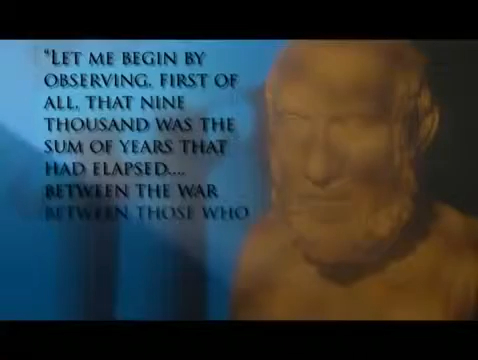 "LET ME BEGIN BY
OBSERVING, FIRST OF
ALL, THAT NINE
THOUSAND WAS THE
SUM OF YEARS THAT
HAD ELAPSED....
BETWEEN THE WAR
BETWEEN THOSE WHO